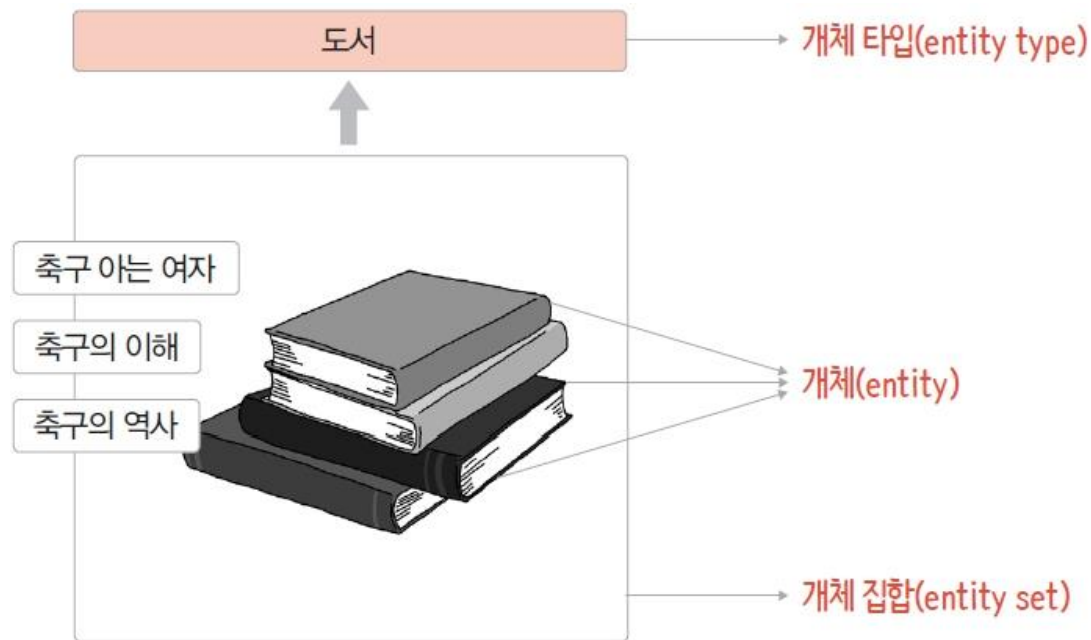 도서
개체 타입(entity type)
축구 아는 여자
축구의 이해
축구의 역사
개체(entity)
개체 집합(entity set)